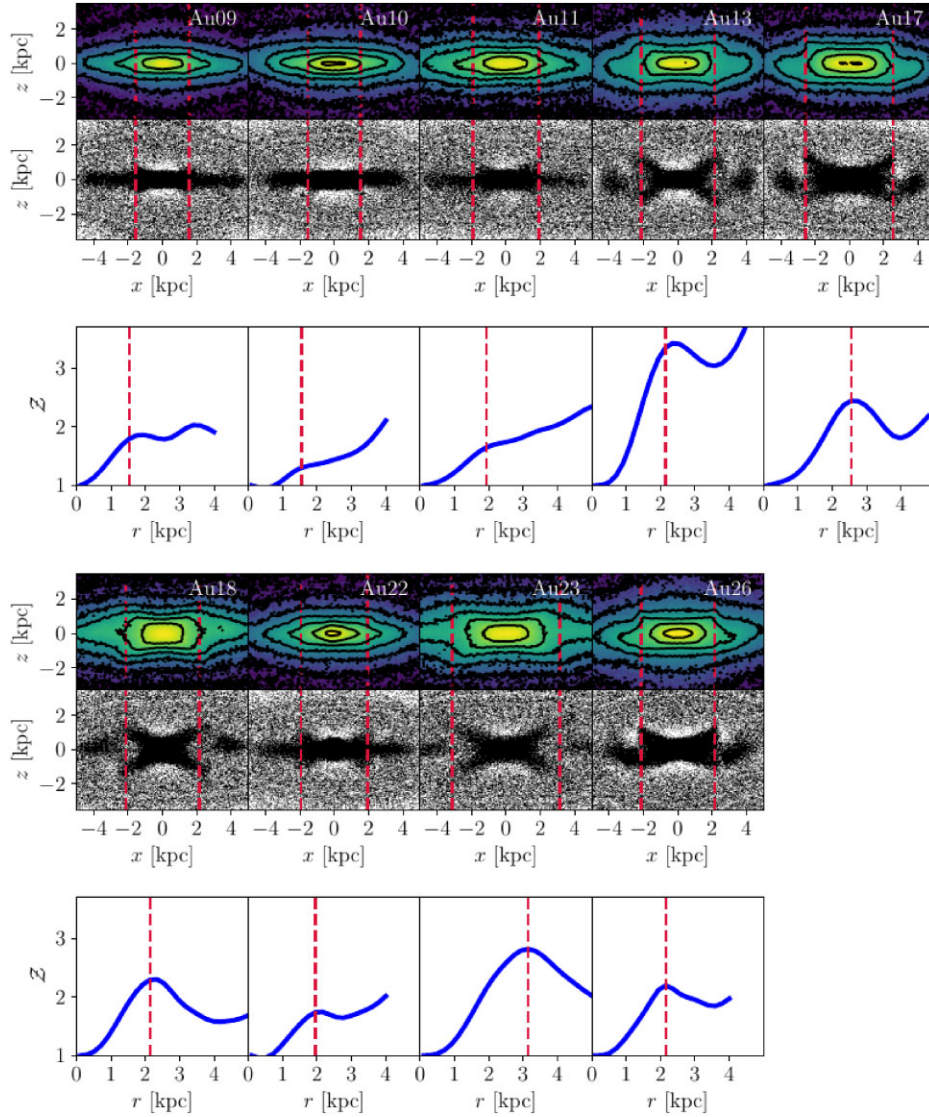 Au09 Au10 Au11 Au13 Au17
z [kpc] 2 0 −2
z [kpc] 2 0 −2
−4 −2 0 2 4 −4 −2 0 2 4 −4 −2 0 2 4 −4 −2 0 2 4 −4 −2 0 2 4
x [kpc] x [kpc] x [kpc] x [kpc] x [kpc]
𝒵 3 2 1
0 1 2 3 4 0 1 2 3 4 0 1 2 3 4 0 1 2 3 4 0 1 2 3 4
r [kpc] r [kpc] r [kpc] r [kpc] r [kpc]
Au18 Au22 Au23 Au26
z [kpc] 2 0 −2
z [kpc] 2 0 −2
−4 −2 0 2 4 −4 −2 0 2 4 −4 −2 0 2 4 −4 −2 0 2 4
x [kpc] x [kpc] x [kpc] x [kpc]
𝒵 3 2 1
0 1 2 3 4 0 1 2 3 4 0 1 2 3 4 0 1 2 3 4
r [kpc] r [kpc] r [kpc] r [kpc]